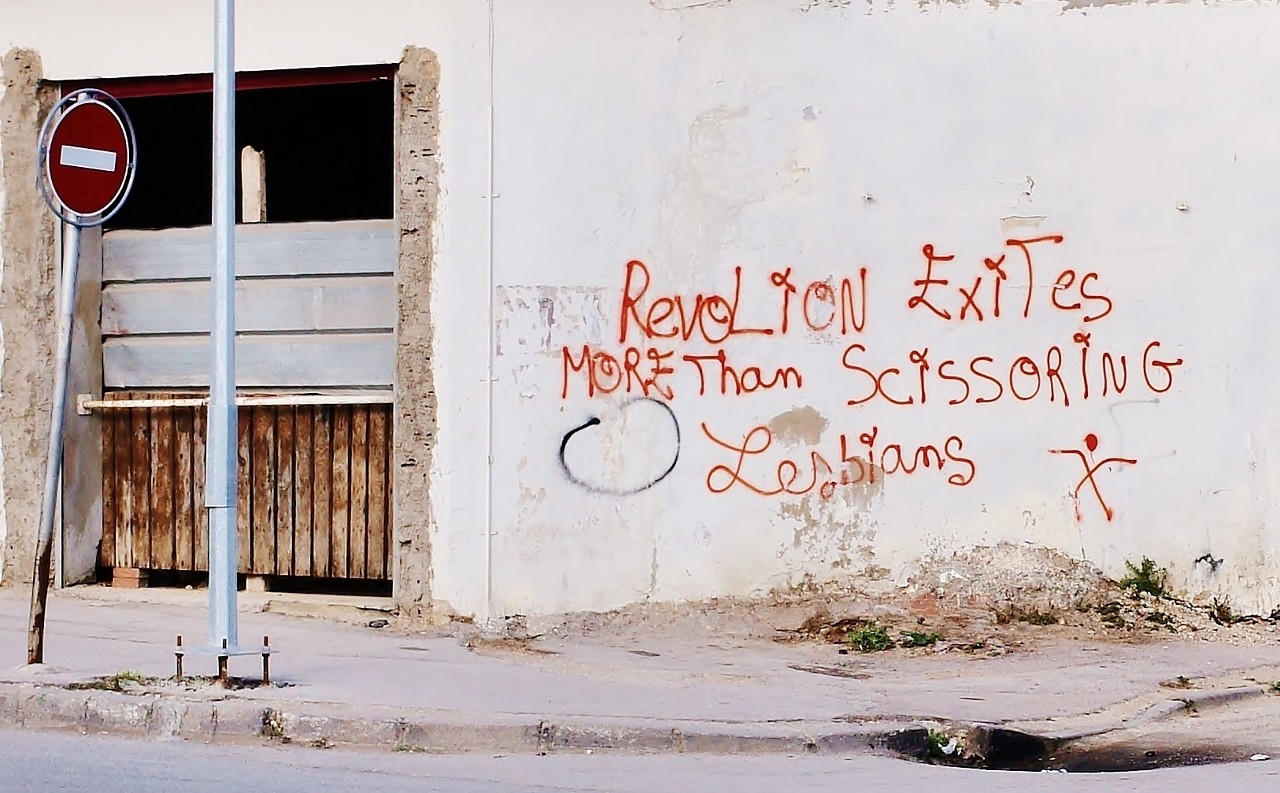 RevoLiON ExiTes
MORE Than ScissORiNG
Lesbians